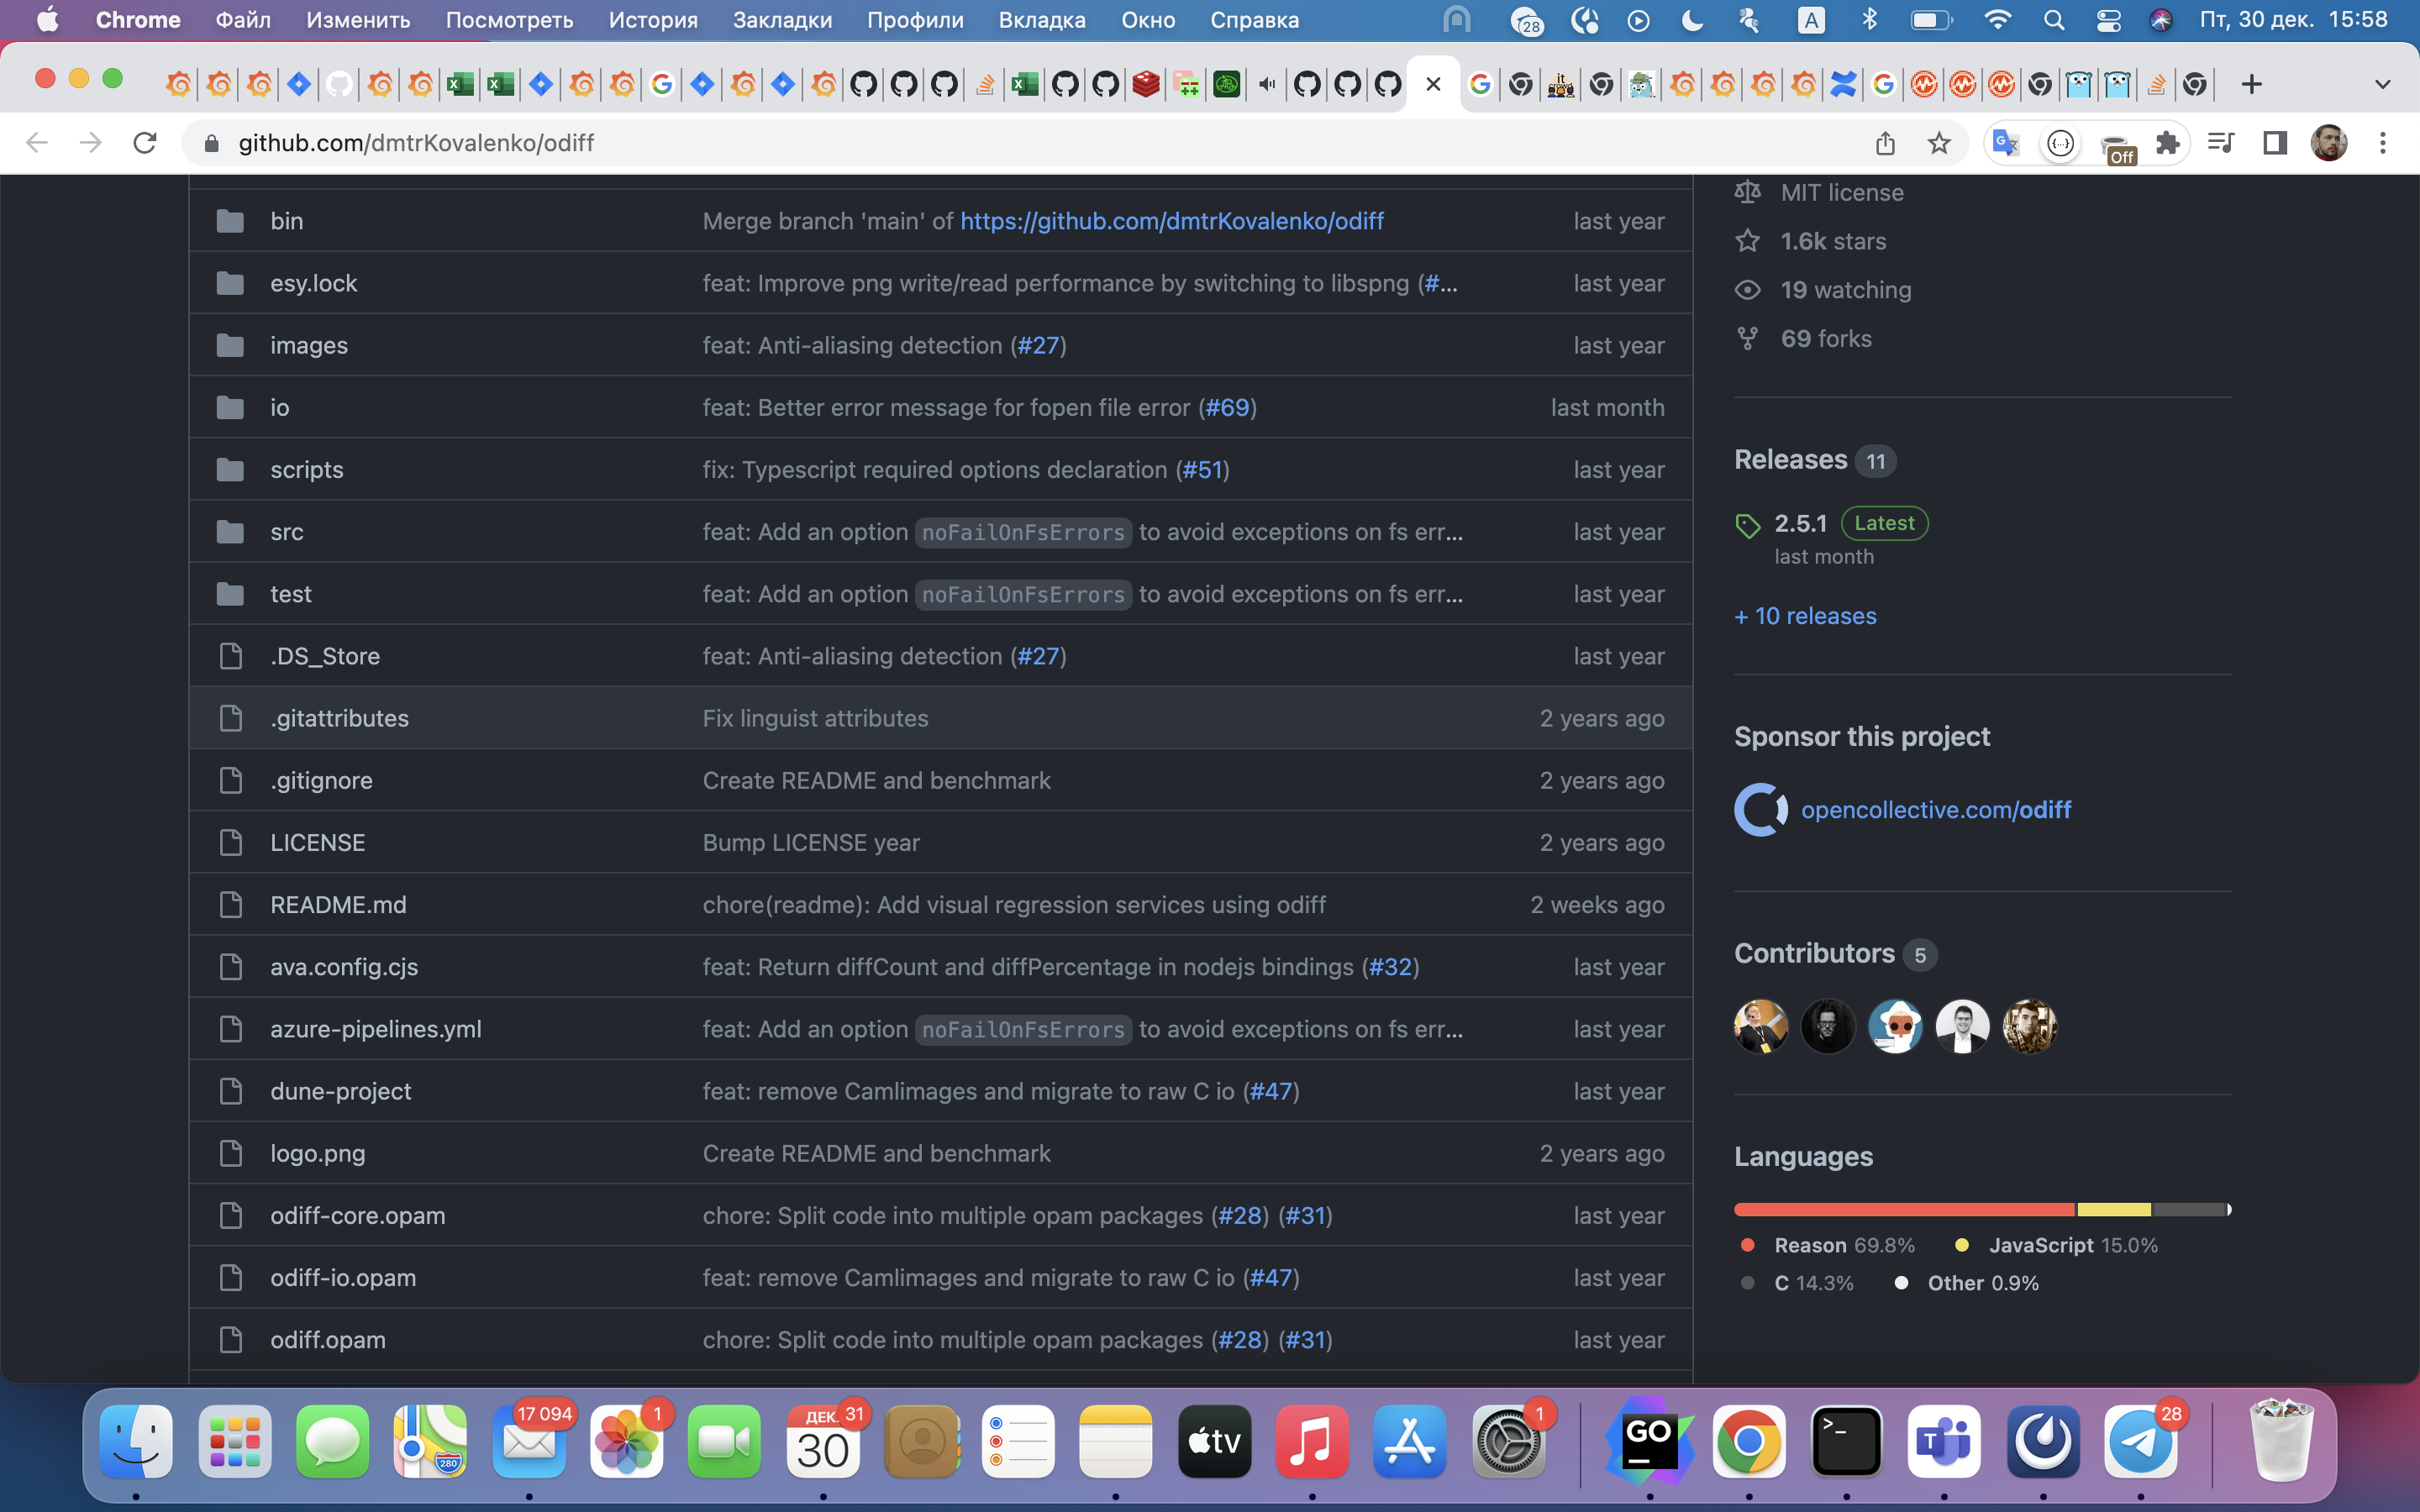 Chrome Файл Изменить Посмотреть История Закладки Профили Вкладка Окно Справка 28 A Пт, 30 дек. 15:58
github.com/dmtrKovalenko/odiff Off
bin Merge branch 'main' of https://github.com/dmtrKovalenko/odiff last year
esy.lock feat: Improve png write/read performance by switching to libspng (#... last year
images feat: Anti-aliasing detection (#27) last year
io feat: Better error message for fopen file error (#69) last month
scripts fix: Typescript required options declaration (#51) last year
src feat: Add an option noFailOnFsErrors to avoid exceptions on fs err... last year
test feat: Add an option noFailOnFsErrors to avoid exceptions on fs err... last year
.DS_Store feat: Anti-aliasing detection (#27) last year
.gitattributes Fix linguist attributes 2 years ago
.gitignore Create README and benchmark 2 years ago
LICENSE Bump LICENSE year 2 years ago
README.md chore(readme): Add visual regression services using odiff 2 weeks ago
ava.config.cjs feat: Return diffCount and diffPercentage in nodejs bindings (#32) last year
azure-pipelines.yml feat: Add an option noFailOnFsErrors to avoid exceptions on fs err... last year
dune-project feat: remove Camlimages and migrate to raw C io (#47) last year
logo.png Create README and benchmark 2 years ago
odiff-core.opam chore: Split code into multiple opam packages (#28) (#31) last year
odiff-io.opam feat: remove Camlimages and migrate to raw C io (#47) last year
odiff.opam chore: Split code into multiple opam packages (#28) (#31) last year
MIT license
1.6k stars
19 watching
69 forks
Releases 11
2.5.1 Latest
last month
+ 10 releases
Sponsor this project
opencollective.com/odiff
Contributors 5
Languages
Reason 69.8% JavaScript 15.0%
C 14.3% Other 0.9%
17 094 1 ДЕК. 31 1 28
280 30 tv GO >_ T